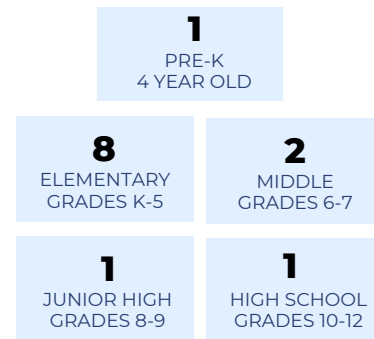 1
PRE-K
4 YEAR OLD
8
ELEMENTARY
GRADES K-5
2
MIDDLE
GRADES 6-7
1
JUNIOR HIGH
GRADES 8-9
1
HIGH SCHOOL
GRADES 10-12